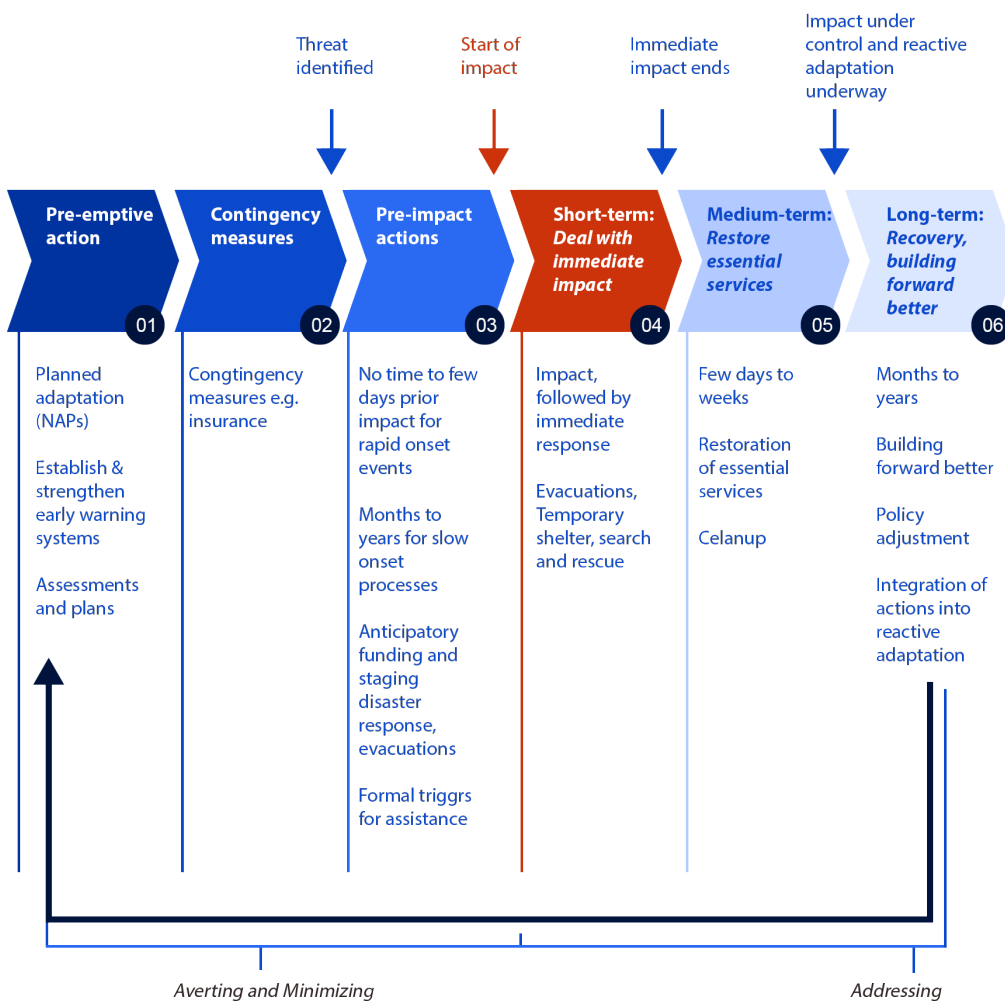 Threat
identified
Start of
impact
Immediate
impact ends
Impact under
control and reactive
adaptation
underway
Pre-emptive
action
01
Contingency
measures
02
Pre-impact
actions
03
Short-term:
Deal with
immediate
impact
04
Medium-term:
Restore
essential
services
05
Long-term:
Recovery,
building
forward
better
06
Planned
adaptation
(NAPs)
Establish &
strengthen
early warning
systems
Assessments
and plans
Congtingency
measures e.g.
insurance
No time to few
days prior
impact for
rapid onset
events
Months to
years for slow
onset
processes
Anticipatory
funding and
staging
disaster
response,
evacuations
Formal triggrs
for assistance
Impact,
followed by
immediate
response
Evacuations,
Temporary
shelter, search
and rescue
Few days to
weeks
Restoration
of essential
services
Celanup
Months to
years
Building
forward better
Policy
adjustment
Integration of
actions into
reactive
adaptation
Averting and Minimizing
Addressing